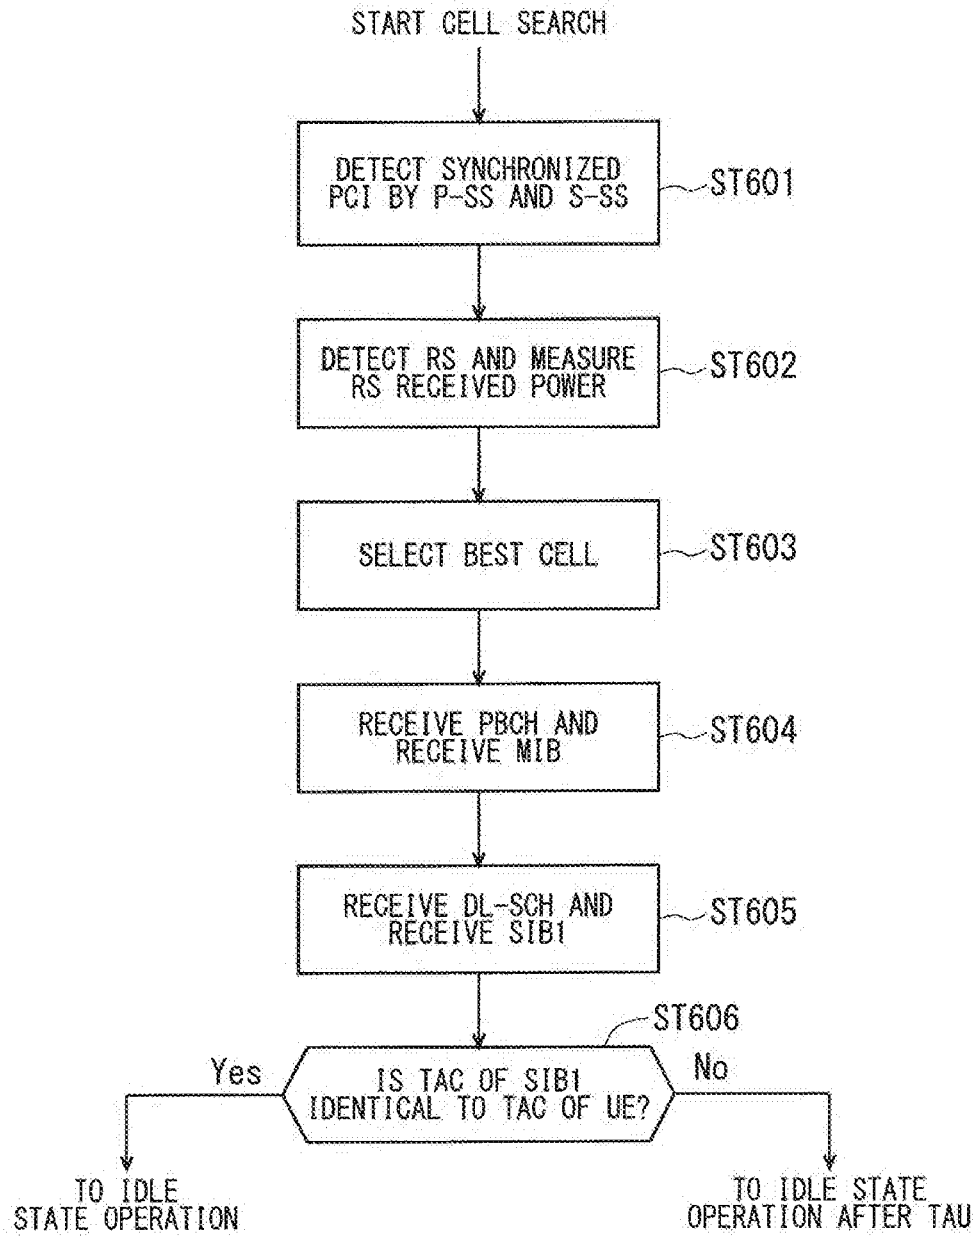 START CELL SEARCH
DETECT SYNCHRONIZED
PCI BY P-SS AND S-SS
ST601
DETECT RS AND MEASURE
RS RECEIVED POWER
ST602
SELECT BEST CELL
ST603
RECEIVE PBCH AND
RECEIVE MIB
ST604
RECEIVE DL-SCH AND
RECEIVE SIB1
ST605
ST606
Yes
IS TAC OF SIB1
IDENTICAL TO TAC OF UE?
No
TO IDLE
STATE OPERATION
TO IDLE STATE
OPERATION AFTER TAU